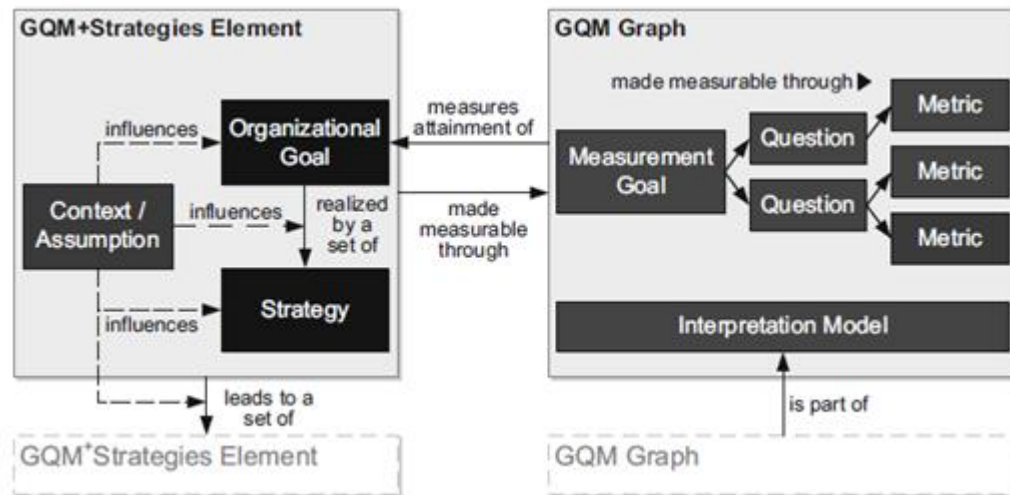 GQM+Strategies Element
influences
Organizational
Goal
Context /
Assumption
influences
realized
by a
set of
influences
Strategy
leads to a
set of
GQM+Strategies Element
measures
attainment of
made
measurable
through
GQM Graph
made measurable through
Metric
Question
Measurement
Goal
Metric
Question
Metric
Interpretation Model
is part of
GQM Graph